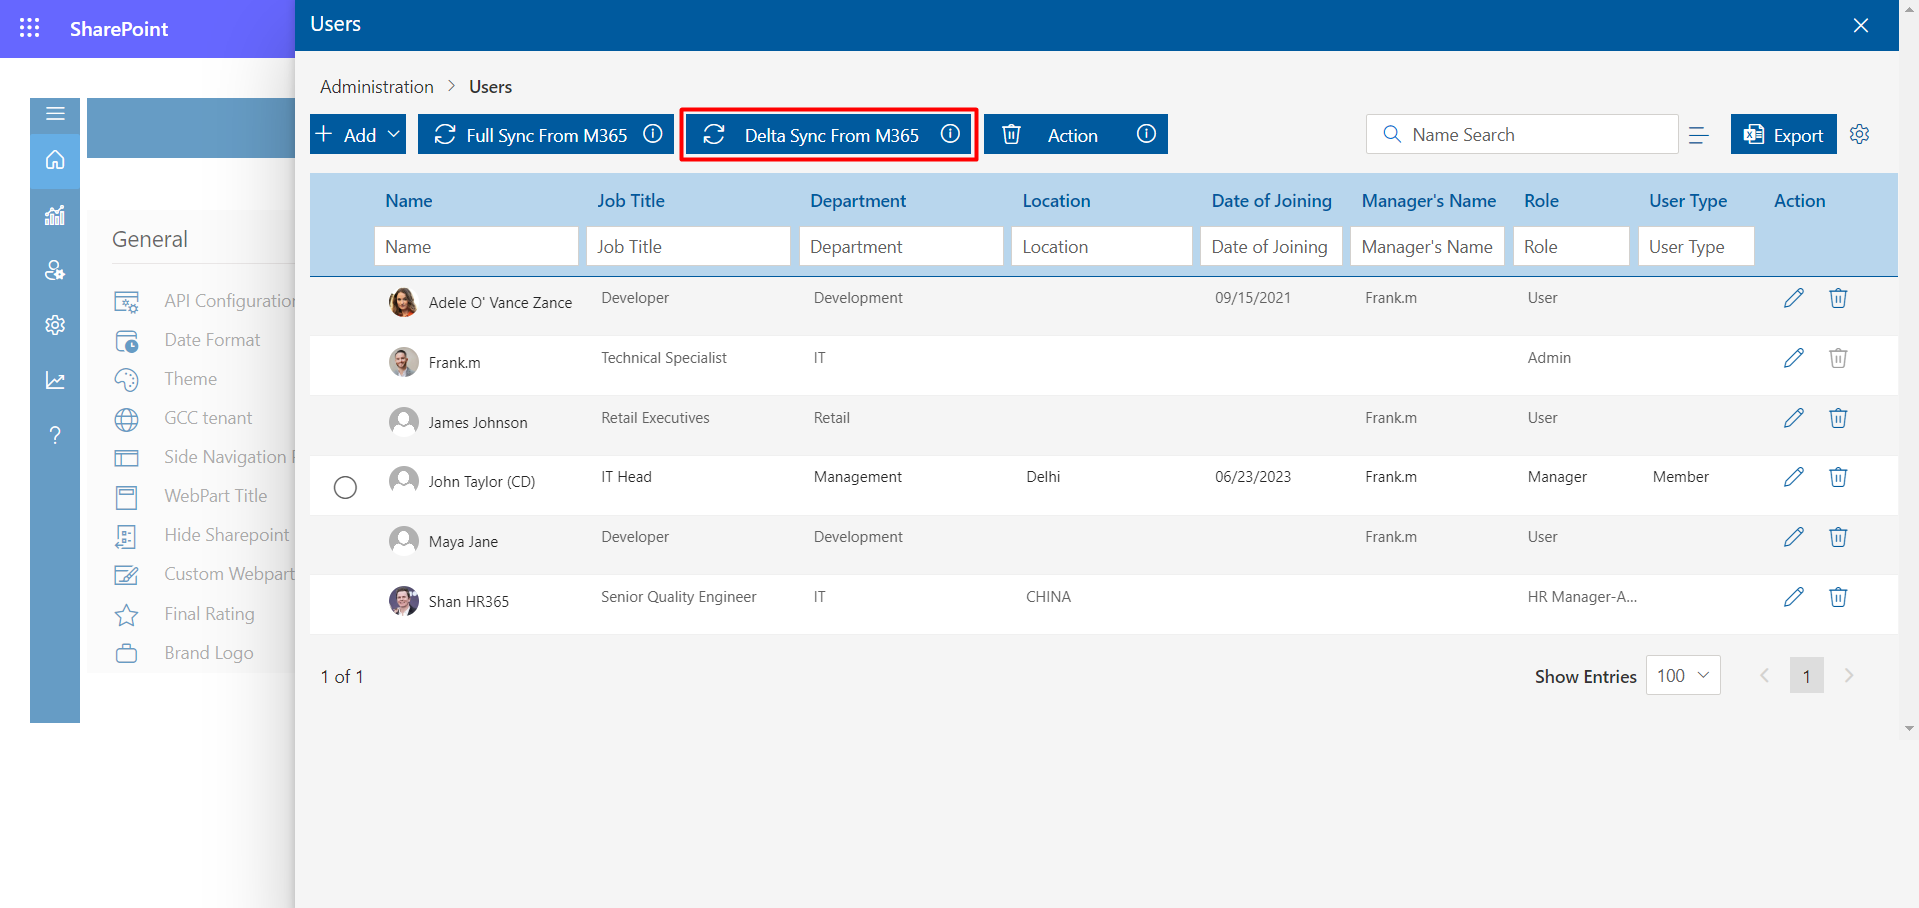 SharePoint
Users
Administration > Users
Add
Full Sync From M365
Delta Sync From M365
Action
Name Search
Export
General
API Configuration
Date Format
Theme
GCC tenant
Side Navigation
WebPart Title
Hide Sharepoint
Custom Webpart
Final Rating
Brand Logo
Name Job Title Department Location Date of Joining Manager's Name Role User Type Action
Name Job Title Department Location Date of Joining Manager's Name Role User Type
Adele O' Vance Zance Developer Development 09/15/2021 Frank.m User
Frank.m Technical Specialist IT Admin
James Johnson Retail Executives Retail Frank.m User
John Taylor (CD) IT Head Management Delhi 06/23/2023 Frank.m Manager Member
Maya Jane Developer Development Frank.m User
Shan HR365 Senior Quality Engineer IT CHINA HR Manager-A...
1 of 1
Show Entries 100
1